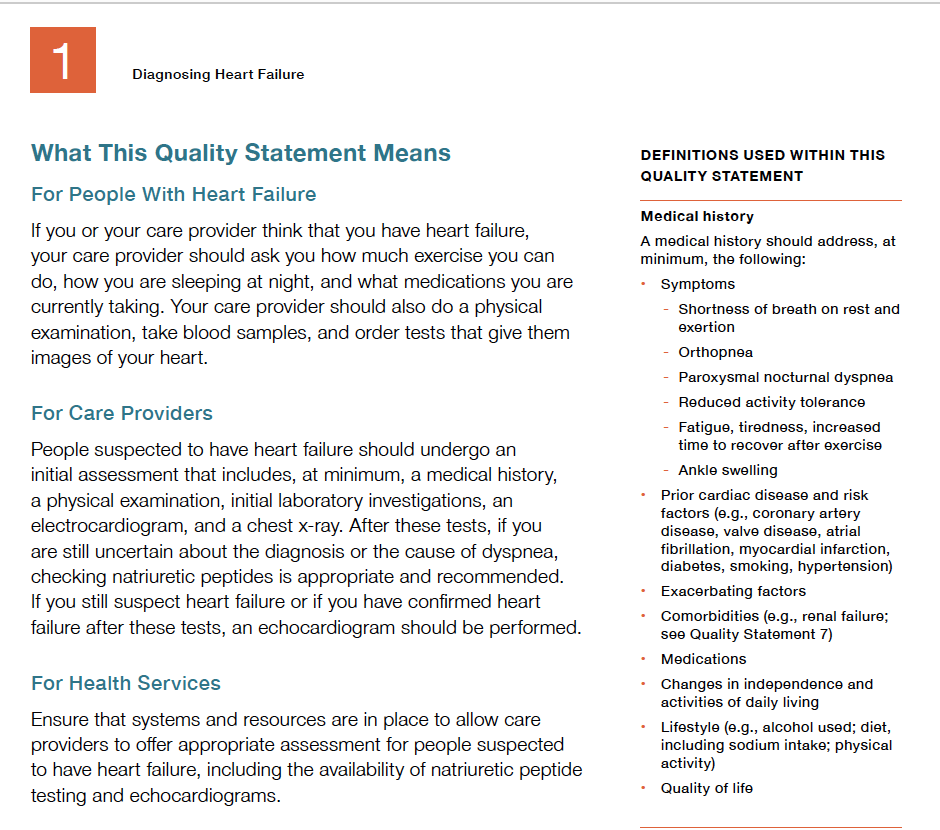 1
Diagnosing Heart Failure
What This Quality Statement Means
For People With Heart Failure
If you or your care provider think that you have heart failure,
your care provider should ask you how much exercise you can
do, how you are sleeping at night, and what medications you are
currently taking. Your care provider should also do a physical
examination, take blood samples, and order tests that give them
images of your heart.
For Care Providers
People suspected to have heart failure should undergo an
initial assessment that includes, at minimum, a medical history,
a physical examination, initial laboratory investigations, an
electrocardiogram, and a chest x-ray. After these tests, if you
are still uncertain about the diagnosis or the cause of dyspnea,
checking natriuretic peptides is appropriate and recommended.
If you still suspect heart failure or if you have confirmed heart
failure after these tests, an echocardiogram should be performed.
For Health Services
Ensure that systems and resources are in place to allow care
providers to offer appropriate assessment for people suspected
to have heart failure, including the availability of natriuretic peptide
testing and echocardiograms.
DEFINITIONS USED WITHIN THIS
QUALITY STATEMENT
Medical history
A medical history should address, at
minimum, the following:
• Symptoms
- Shortness of breath on rest and
exertion
- Orthopnea
- Paroxysmal nocturnal dyspnea
- Reduced activity tolerance
- Fatigue, tiredness, increased
time to recover after exercise
- Ankle swelling
• Prior cardiac disease and risk
factors (e.g., coronary artery
disease, valve disease, atrial
fibrillation, myocardial infarction,
diabetes, smoking, hypertension)
• Exacerbating factors
• Comorbidities (e.g., renal failure;
see Quality Statement 7)
• Medications
• Changes in independence and
activities of daily living
• Lifestyle (e.g., alcohol used; diet,
including sodium intake; physical
activity)
• Quality of life